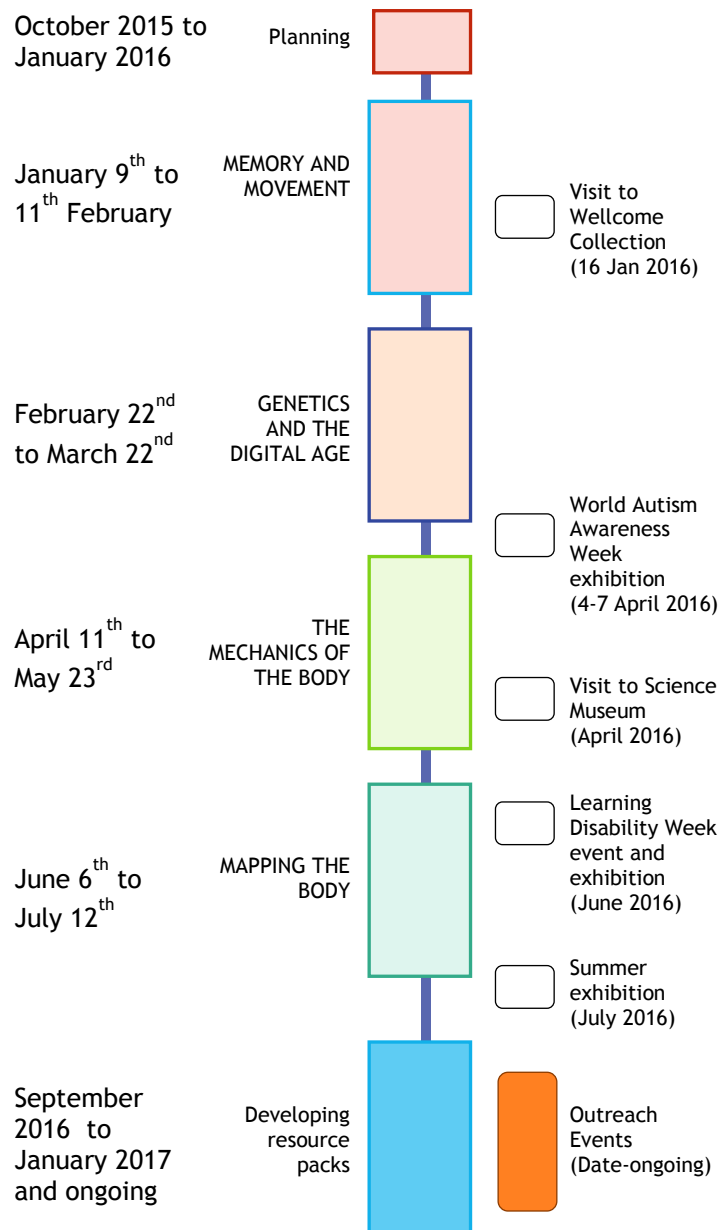 October 2015 to
January 2016
Planning
January 9th to
11th February
MEMORY AND
MOVEMENT
Visit to
Wellcome
Collection
(16 Jan 2016)
February 22nd
to March 22nd
GENETICS
AND THE
DIGITAL AGE
World Autism
Awareness
Week
exhibition
(4-7 April 2016)
April 11th to
May 23rd
THE
MECHANICS OF
THE BODY
Visit to Science
Museum
(April 2016)
Learning
Disability Week
event and
exhibition
(June 2016)
June 6th to
July 12th
MAPPING THE
BODY
Summer
exhibition
(July 2016)
September
2016 to
January 2017
and ongoing
Developing
resource
packs
Outreach
Events
(Date-ongoing)